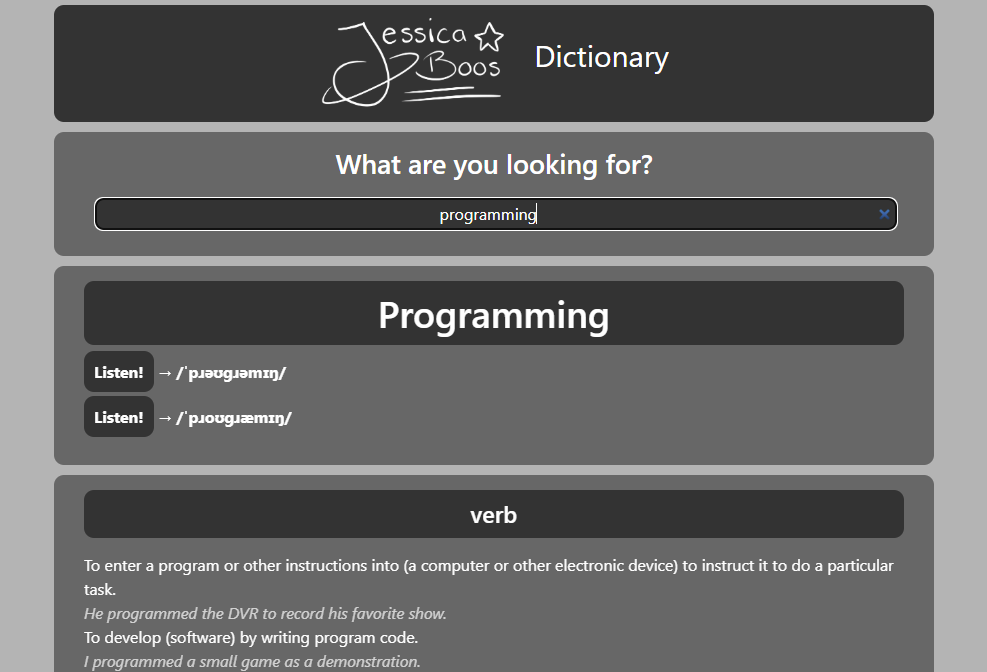 Jessica
Boos
Dictionary
What are you looking for?
programming
Programming
Listen! → /ˈpɹəʊɡɹəmɪŋ/
Listen! → /ˈpɹoʊɡɹæmɪŋ/
verb
To enter a program or other instructions into (a computer or other electronic device) to instruct it to do a particular
task.
He programmed the DVR to record his favorite show.
To develop (software) by writing program code.
I programmed a small game as a demonstration.